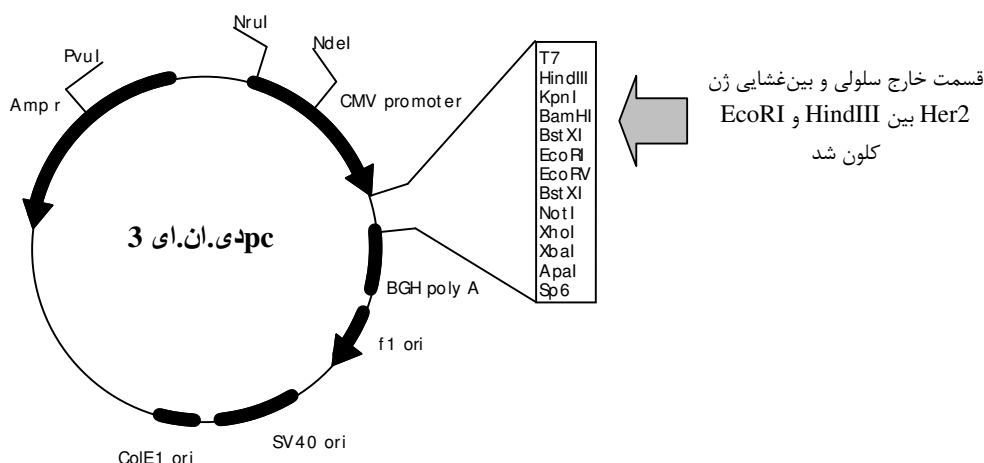 NruI
NdeI
PvuI
Amp r
CMV promoter
T7
HindIII
KpnI
BamHI
BstXI
EcoRI
EcoRV
BstXI
NotI
XhoI
XbaI
ApaI
Sp6
قسمت خارج سلولی و بین‌غشایی ژن
Her2 بین HindIII و EcoRI
کلون شد
pcدی.ان.ای 3
BGH poly A
f1 ori
SV40 ori
ColE1 ori